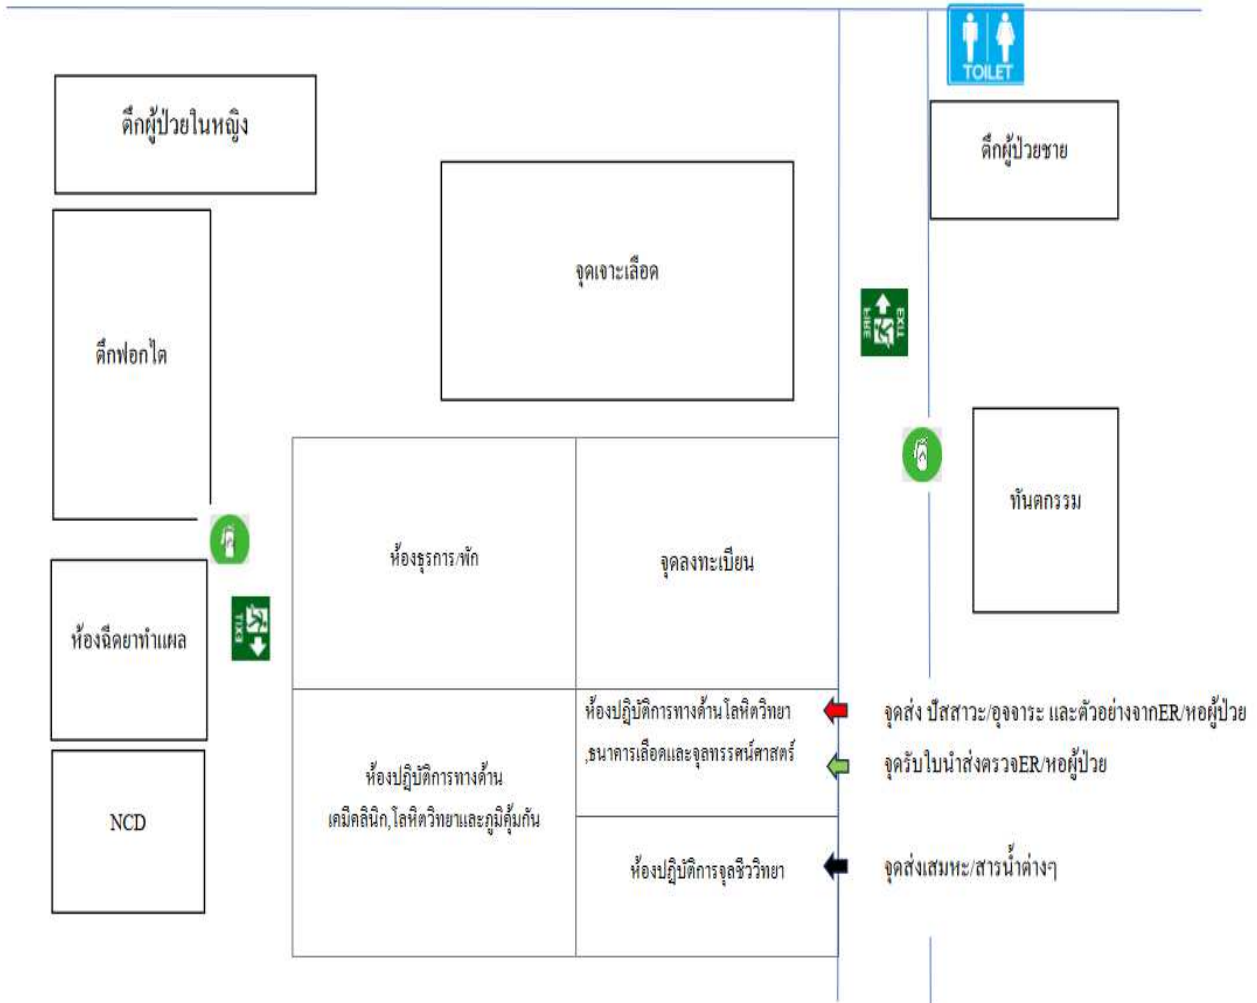 TOILET
ตึกผู้ป่วยในหญิง
ตึกผู้ป่วยชาย
จุดเจาะเลือด
FIRE
EXIT
ตึกฟอกไต
ทันตกรรม
ห้องธุรการ/พัก
จุดลงทะเบียน
EXIT
ห้องฉีดยาทำแผล
ห้องปฏิบัติการทางด้านโลหิตวิทยา
,ธนาคารเลือดและจุลทรรศน์ศาสตร์
จุดส่ง ปัสสาวะ/อุจจาระ และตัวอย่างจากER/หอผู้ป่วย
จุดรับใบนำส่งตรวจER/หอผู้ป่วย
ห้องปฏิบัติการทางด้าน
เคมีคลินิก,โลหิตวิทยาและภูมิคุ้มกัน
NCD
ห้องปฏิบัติการจุลชีววิทยา
จุดส่งเสมหะ/สารน้ำต่างๆ